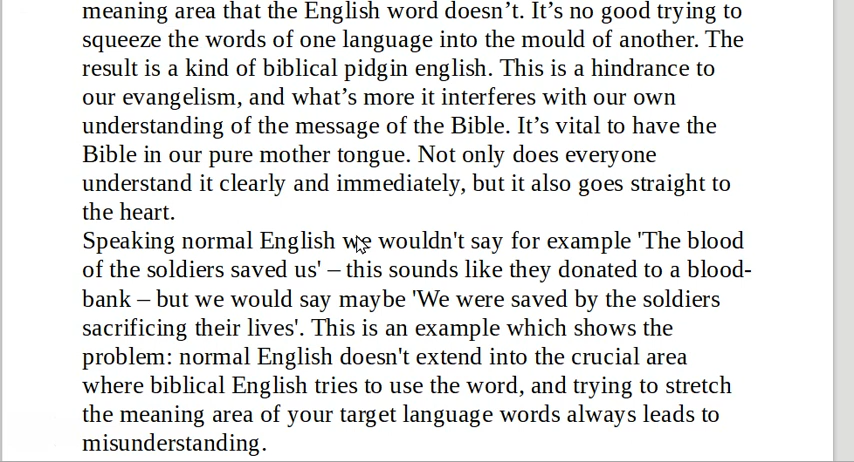 meaning area that the English word doesn’t. It’s no good trying to
squeeze the words of one language into the mould of another. The
result is a kind of biblical pidgin english. This is a hindrance to
our evangelism, and what’s more it interferes with our own
understanding of the message of the Bible. It’s vital to have the
Bible in our pure mother tongue. Not only does everyone
understand it clearly and immediately, but it also goes straight to
the heart.
Speaking normal English we wouldn't say for example 'The blood
of the soldiers saved us' – this sounds like they donated to a blood-
bank – but we would say maybe 'We were saved by the soldiers
sacrificing their lives'. This is an example which shows the
problem: normal English doesn't extend into the crucial area
where biblical English tries to use the word, and trying to stretch
the meaning area of your target language words always leads to
misunderstanding.